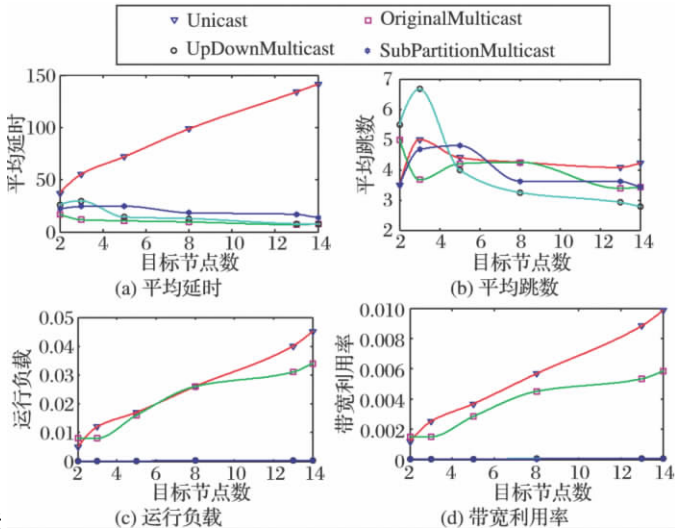 Unicast OriginalMulticast
UpDownMulticast SubPartitionMulticast
150
100
50
0
平均延时
2 4 6 8 10 12 14
目标节点数
(a) 平均延时
7
6
5
4
3
2
平均跳数
2 4 6 8 10 12 14
目标节点数
(b) 平均跳数
0.05
0.04
0.03
0.02
0.01
0
运行负载
2 4 6 8 10 12 14
目标节点数
(c) 运行负载
0.010
0.008
0.006
0.004
0.002
0
带宽利用率
2 4 6 8 10 12 14
目标节点数
(d) 带宽利用率